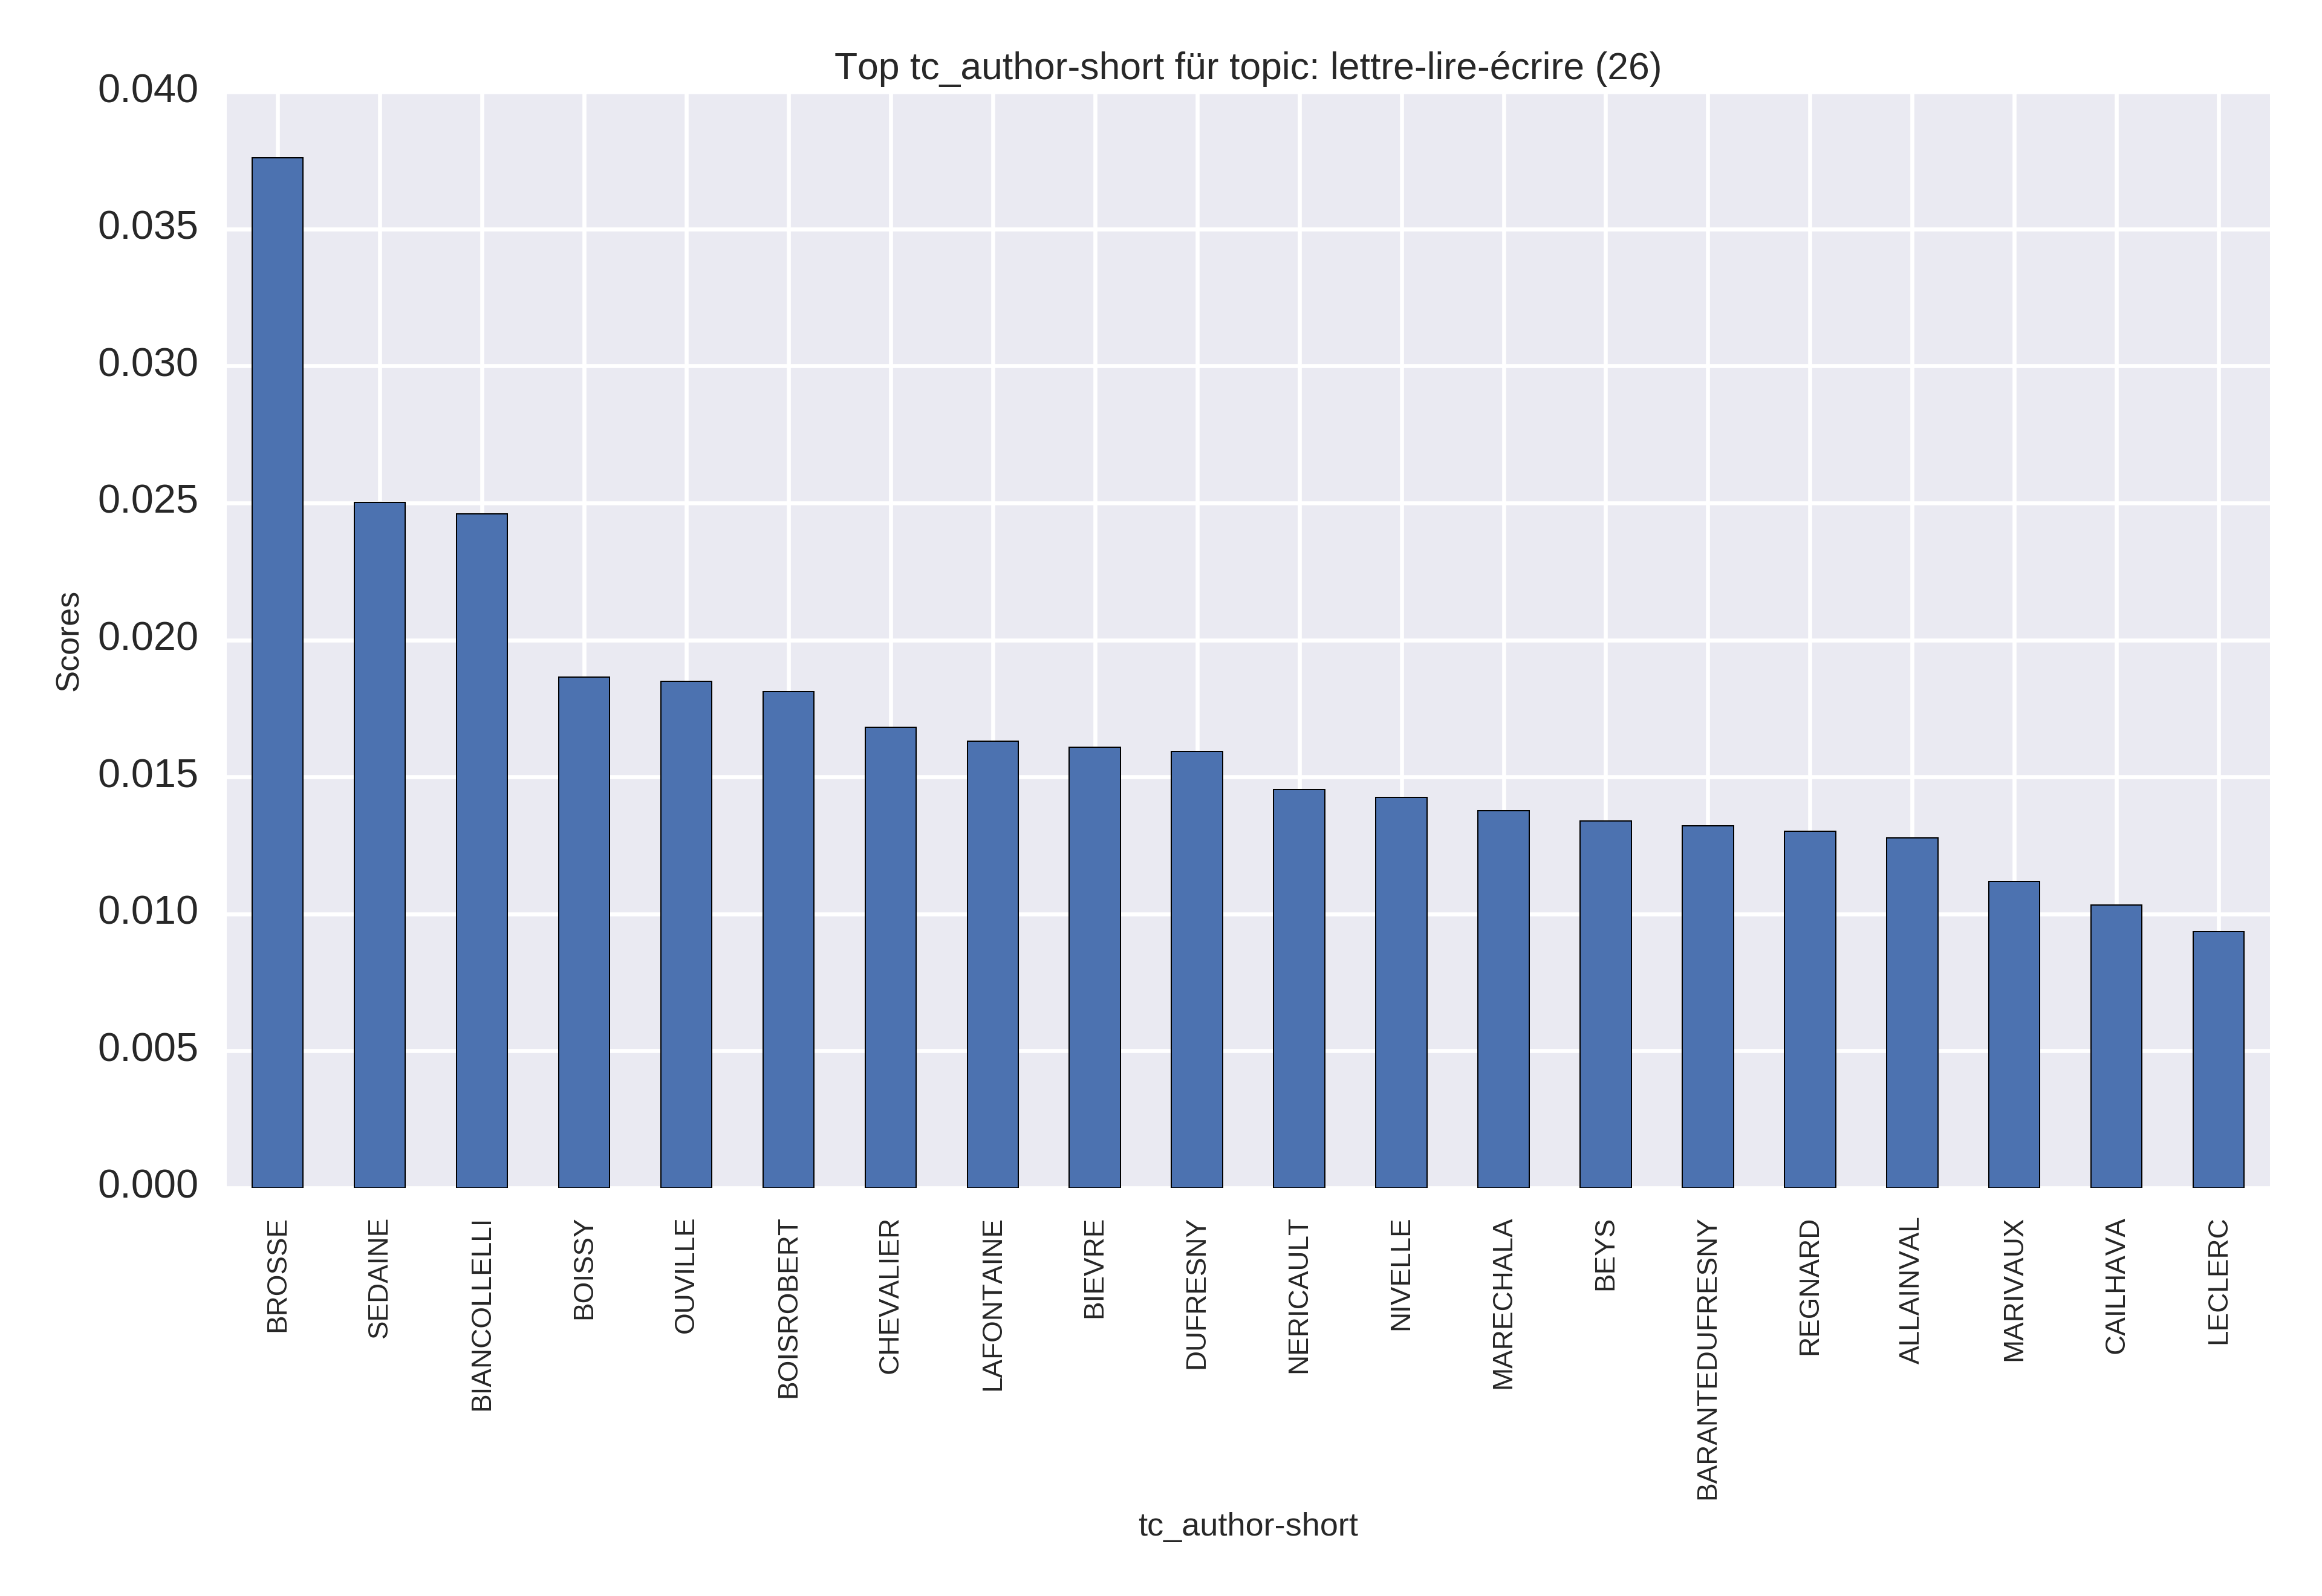 Top tc_author-short für topic: lettre-lire-écrire (26)
0.040
0.035
0.030
0.025
0.020
0.015
0.010
0.005
0.000
Scores
BROSSE
SEDAINE
BIANCOLLELLI
BOISSY
OUVILLE
BOISROBERT
CHEVALIER
LAFONTAINE
BIEVRE
DUFRESNY
NERICAULT
NIVELLE
MARECHALA
BEYS
BARANTEDUFRESNY
REGNARD
ALLAINVAL
MARIVAUX
CAILHAVA
LECLERC
tc_author-short